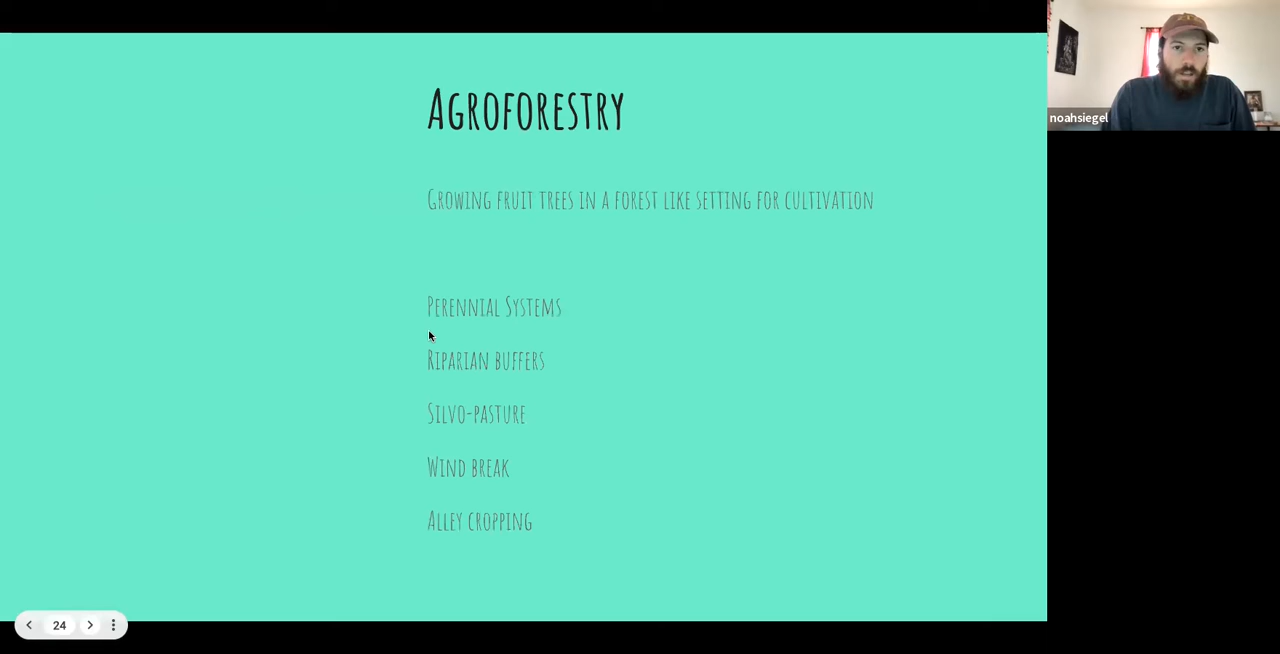 Agroforestry
Growing fruit trees in a forest like setting for cultivation
Perennial Systems
Riparian buffers
Silvo-pasture
Wind break
Alley cropping
noahsiegel
24